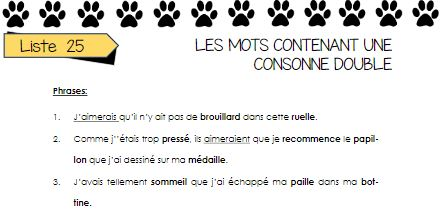 Liste 25
LES MOTS CONTENANT UNE
CONSONNE DOUBLE
Phrases:
1. J'aimerais qu'il n'y ait pas de brouillard dans cette ruelle.
2. Comme j''étais trop pressé, ils aimeraient que je recommence le papil-
lon que j'ai dessiné sur ma médaille.
3. J'avais tellement sommeil que j'ai échappé ma paille dans ma bot-
tine.